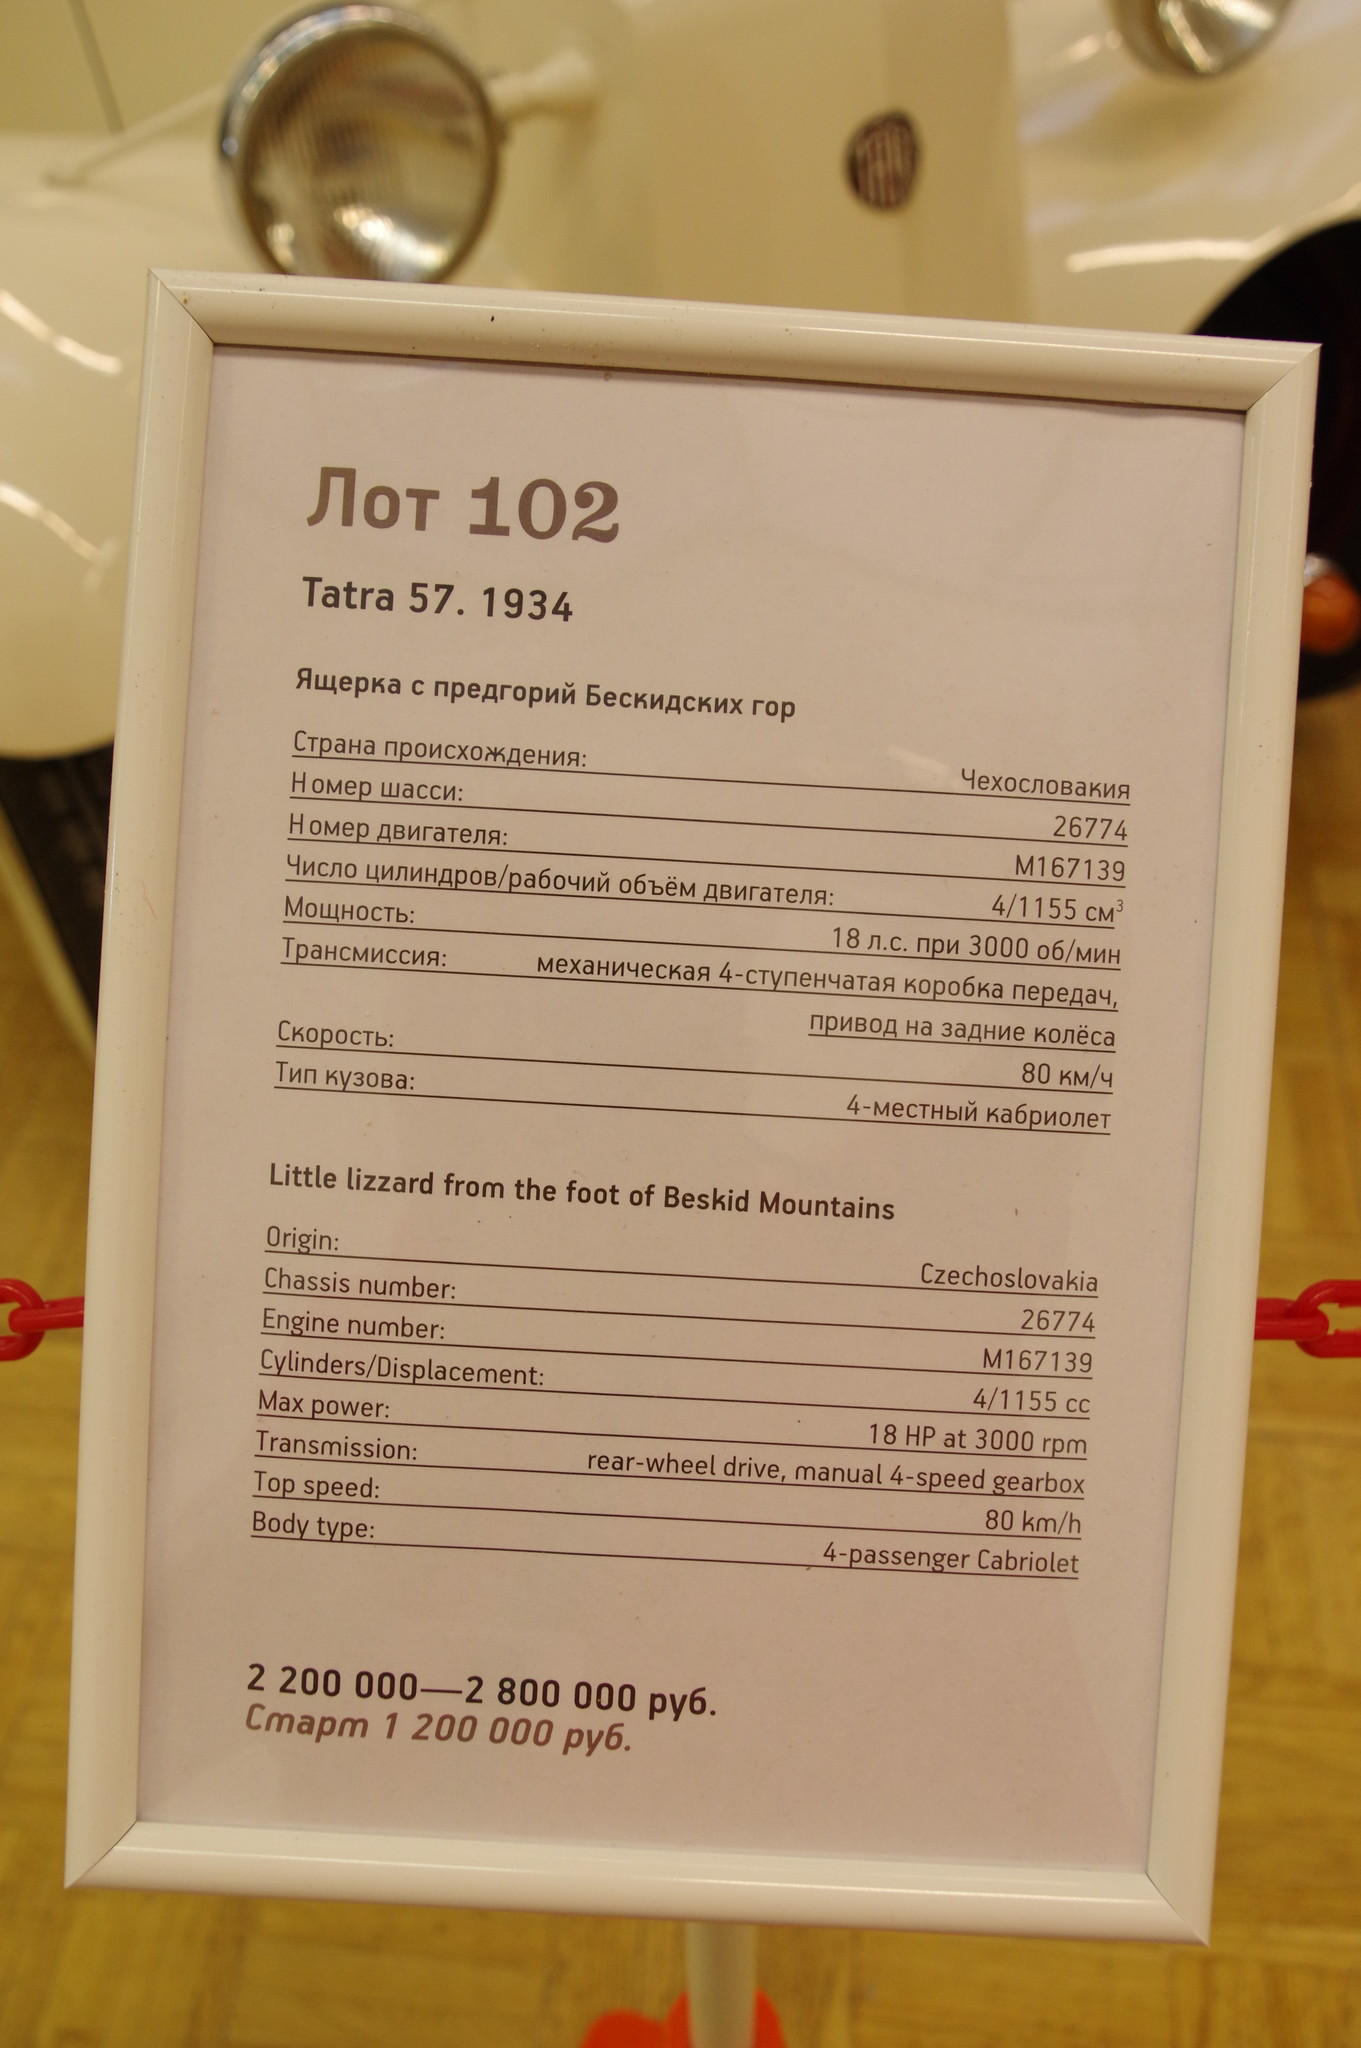 Лот 102
Tatra 57. 1934
Ящерка с предгорий Бескидских гор
Страна происхождения: Чехословакия
Номер шасси: 26774
Номер двигателя: М167139
Число цилиндров/рабочий объём двигателя: 4/1155 см³
Мощность: 18 л.с. при 3000 об/мин
Трансмиссия: механическая 4-ступенчатая коробка передач,
привод на задние колёса
Скорость: 80 км/ч
Тип кузова: 4-местный кабриолет
Little lizzard from the foot of Beskid Mountains
Origin: Czechoslovakia
Chassis number: 26774
Engine number: M167139
Cylinders/Displacement: 4/1155 cc
Max power: 18 HP at 3000 rpm
Transmission: rear-wheel drive, manual 4-speed gearbox
Top speed: 80 km/h
Body type: 4-passenger Cabriolet
2 200 000—2 800 000 руб.
Старт 1 200 000 руб.